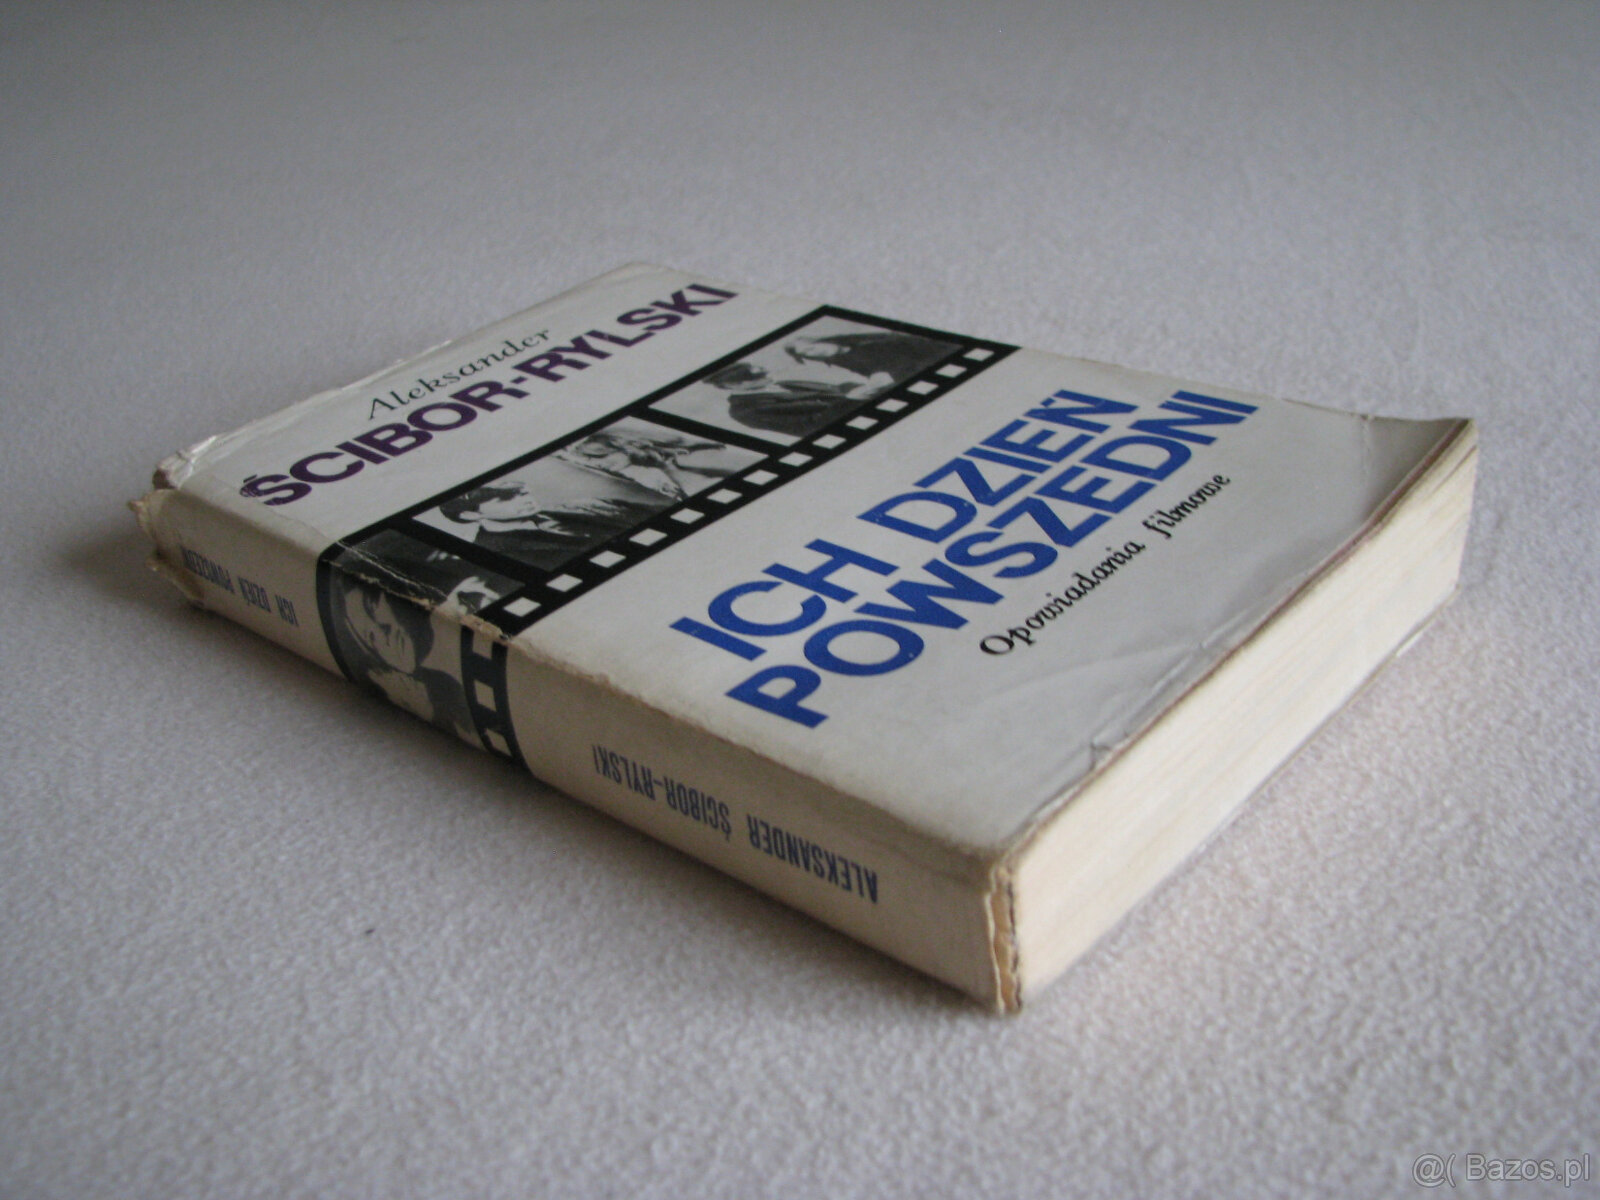 Aleksander
ŚCIBOR-RYLSKI
ICH DZIEŃ
POWSZEDNI
Opowiadania filmowe
ALEKSANDER ŚCIBOR-RYLSKI
ICH DZIEŃ POWSZEDNI
@( Bazos.pl